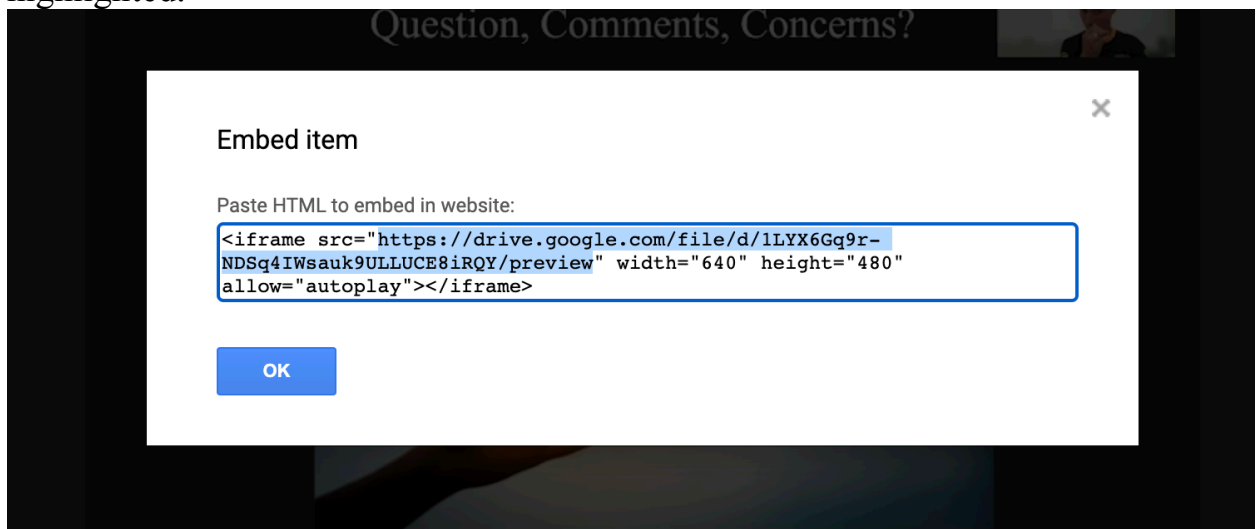 highlighted.
Question, Comments, Concerns?
Embed item
Paste HTML to embed in website:
<iframe src="https://drive.google.com/file/d/1LYX6Gq9r-
NDSq4IWsauk9ULLUCE8iRQY/preview" width="640" height="480"
allow="autoplay"></iframe>
OK